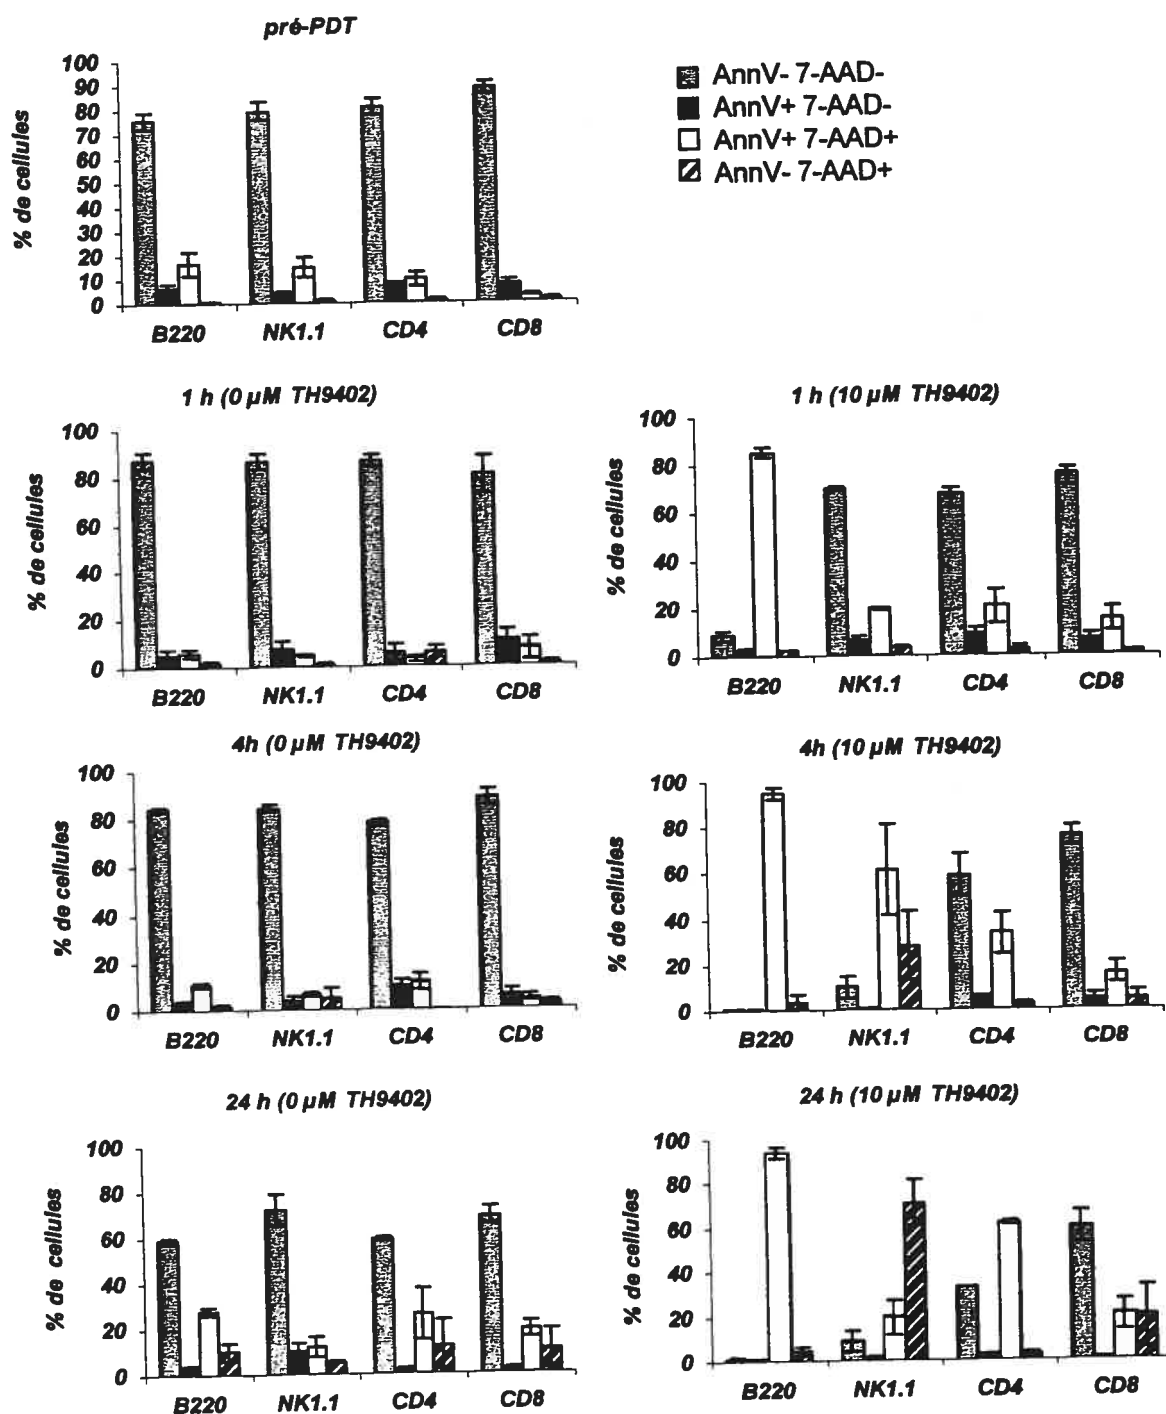 pré-PDT
100
90
80
70
60
50
40
30
20
10
0
% de cellules
B220 NK1.1 CD4 CD8
AnnV- 7-AAD-
AnnV+ 7-AAD-
AnnV+ 7-AAD+
AnnV- 7-AAD+
1 h (0 µM TH9402)
100
80
60
40
20
0
% de cellules
B220 NK1.1 CD4 CD8
1 h (10 µM TH9402)
100
80
60
40
20
0
% de cellules
B220 NK1.1 CD4 CD8
4h (0 µM TH9402)
100
80
60
40
20
0
% de cellules
B220 NK1.1 CD4 CD8
4h (10 µM TH9402)
100
80
60
40
20
0
% de cellules
B220 NK1.1 CD4 CD8
24 h (0 µM TH9402)
100
80
60
40
20
0
% de cellules
B220 NK1.1 CD4 CD8
24 h (10 µM TH9402)
100
80
60
40
20
0
% de cellules
B220 NK1.1 CD4 CD8